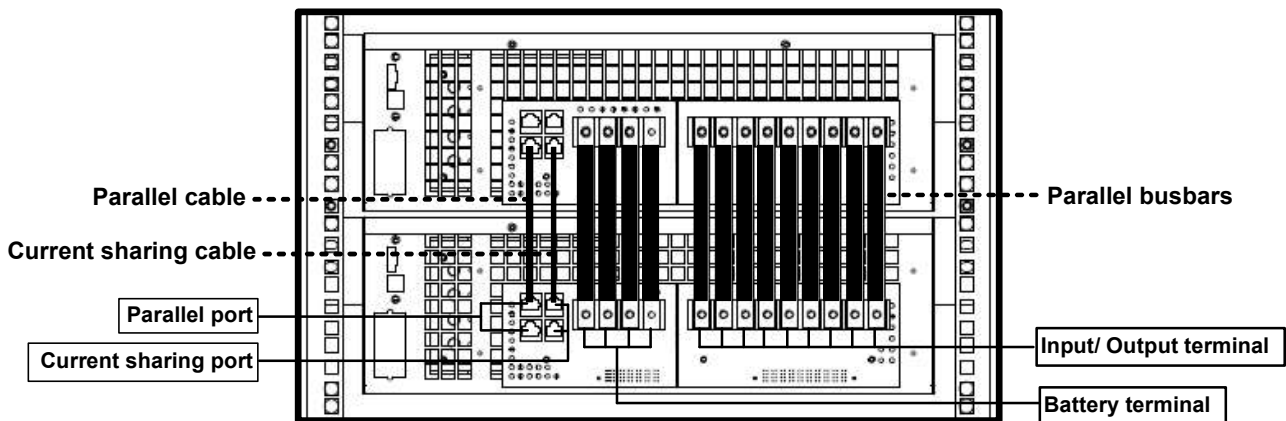 Parallel cable
Parallel busbars
Current sharing cable
Parallel port
Current sharing port
Input/ Output terminal
Battery terminal